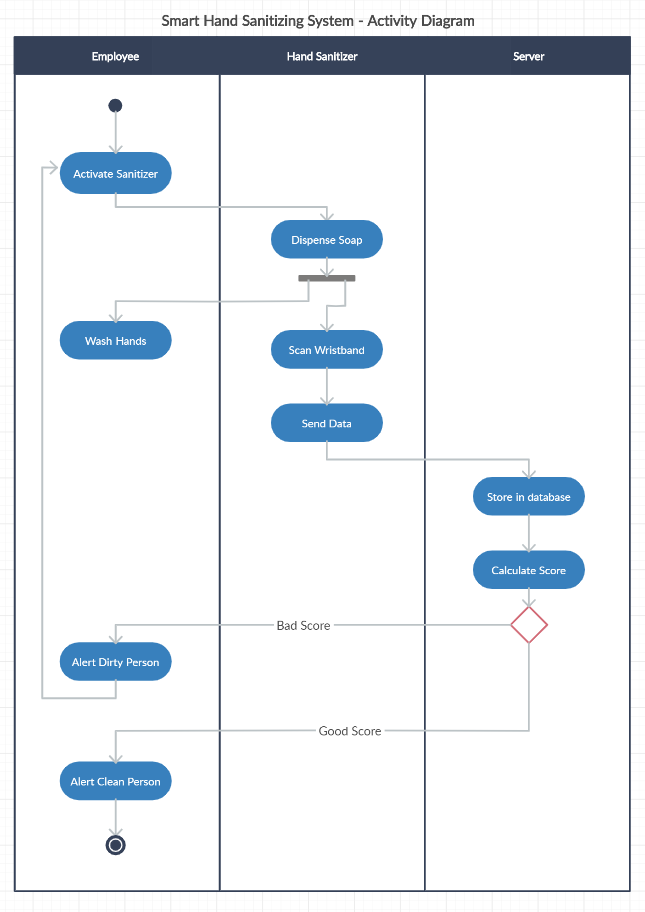 Smart Hand Sanitizing System - Activity Diagram
Employee
Hand Sanitizer
Server
Activate Sanitizer
Dispense Soap
Wash Hands
Scan Wristband
Send Data
Store in database
Calculate Score
Bad Score
Alert Dirty Person
Good Score
Alert Clean Person